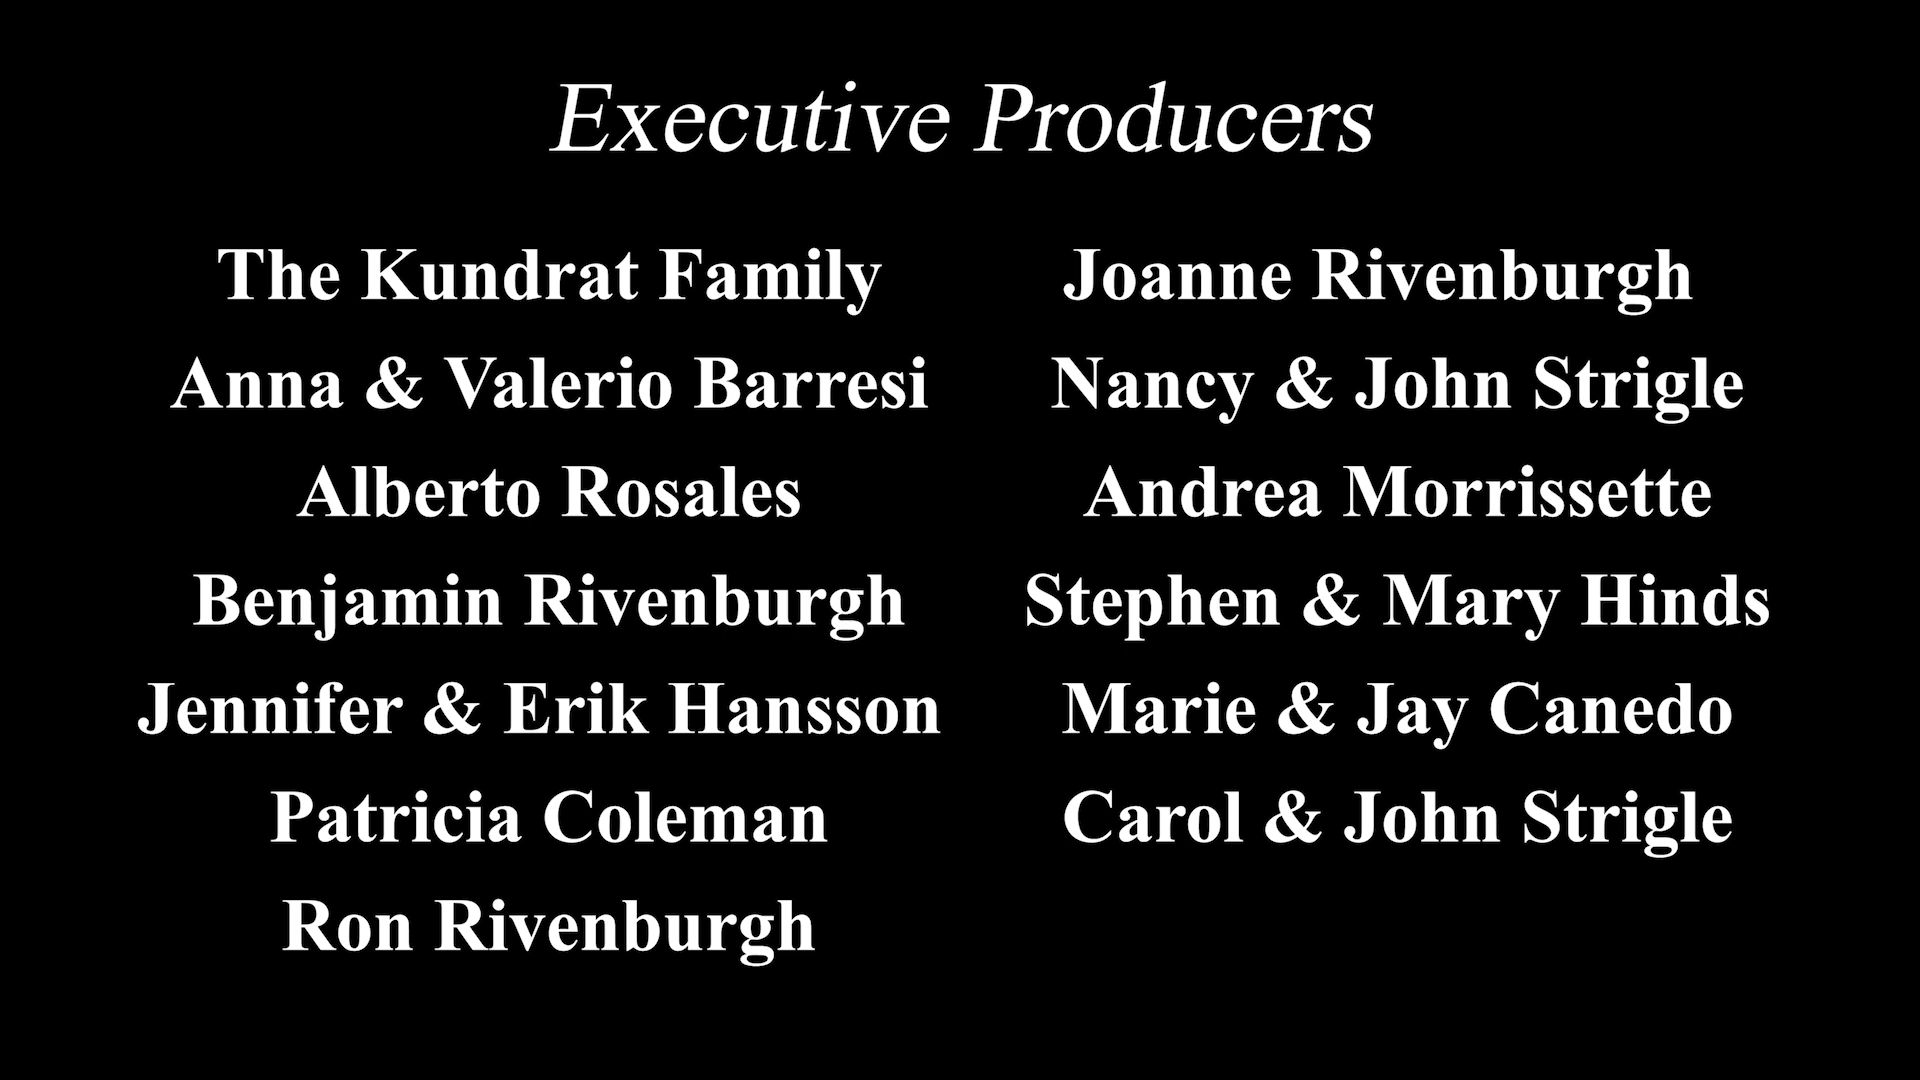 Executive Producers
The Kundrat Family
Anna & Valerio Barresi
Alberto Rosales
Benjamin Rivenburgh
Jennifer & Erik Hansson
Patricia Coleman
Ron Rivenburgh
Joanne Rivenburgh
Nancy & John Strigle
Andrea Morrissette
Stephen & Mary Hinds
Marie & Jay Canedo
Carol & John Strigle